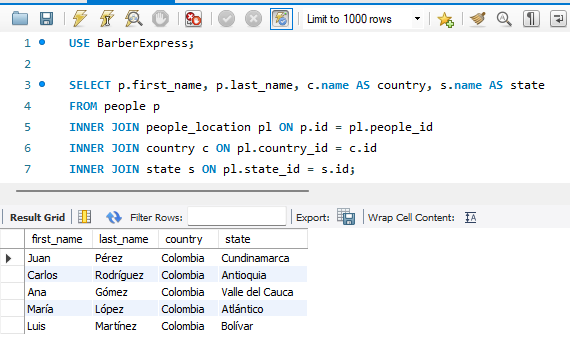 Limit to 1000 rows
1 USE BarberExpress;
2
3 SELECT p.first_name, p.last_name, c.name AS country, s.name AS state
4 FROM people p
5 INNER JOIN people_location pl ON p.id = pl.people_id
6 INNER JOIN country c ON pl.country_id = c.id
7 INNER JOIN state s ON pl.state_id = s.id;
Result Grid Filter Rows: Export: Wrap Cell Content:
first_name last_name country state
Juan Pérez Colombia Cundinamarca
Carlos Rodríguez Colombia Antioquia
Ana Gómez Colombia Valle del Cauca
María López Colombia Atlántico
Luis Martínez Colombia Bolívar